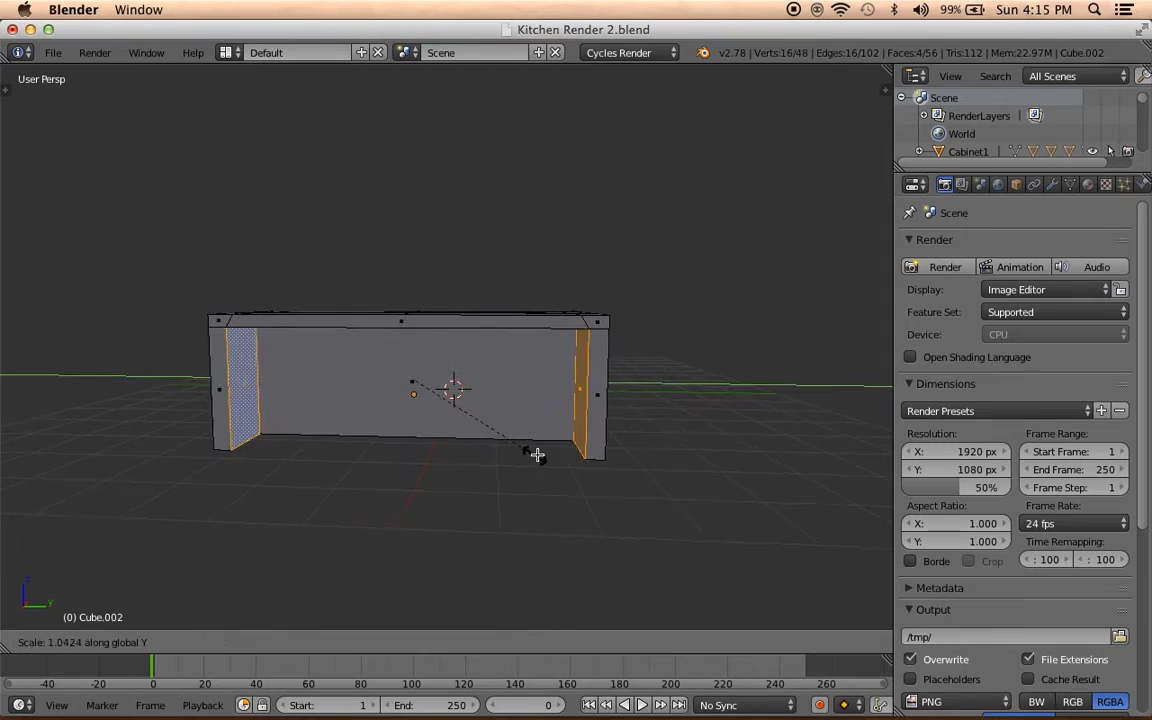 Blender Window 99% Sun 4:15 PM
Kitchen Render 2.blend
File Render Window Help Default Scene Cycles Render v2.78 | Verts:16/48 | Edges:16/102 | Faces:4/56 | Tris:112 | Mem:22.97M | Cube.002
User Persp
View Search All Scenes
Scene
RenderLayers
World
Cabinet1
Scene
Render
Render Animation Audio
Display: Image Editor
Feature Set: Supported
Device: CPU
Open Shading Language
Dimensions
Render Presets
Resolution: Frame Range:
X: 1920 px Start Frame: 1
Y: 1080 px End Frame: 250
50% Frame Step: 1
Aspect Ratio: Frame Rate:
X: 1.000 24 fps
Y: 1.000 Time Remapping:
Borde Crop : 100 : 100
Metadata
Output
/tmp/
Overwrite File Extensions
Placeholders Cache Result
PNG BW RGB RGBA
z
y
(0) Cube.002
Scale: 1.0424 along global Y
-40 -20 0 20 40 60 80 100 120 140 160 180 200 220 240 260
View Marker Frame Playback Start: 1 End: 250 0 No Sync